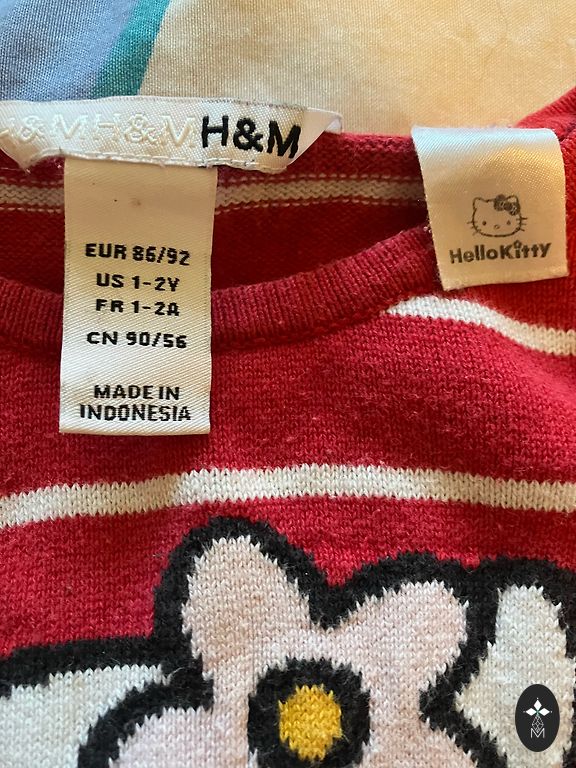 H&M H&M H&M
EUR 86/92
US 1-2Y
FR 1-2A
CN 90/56
MADE IN
INDONESIA
HelloKitty
M